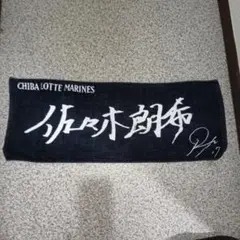 CHIBA LOTTE MARINES
佐々木朗希